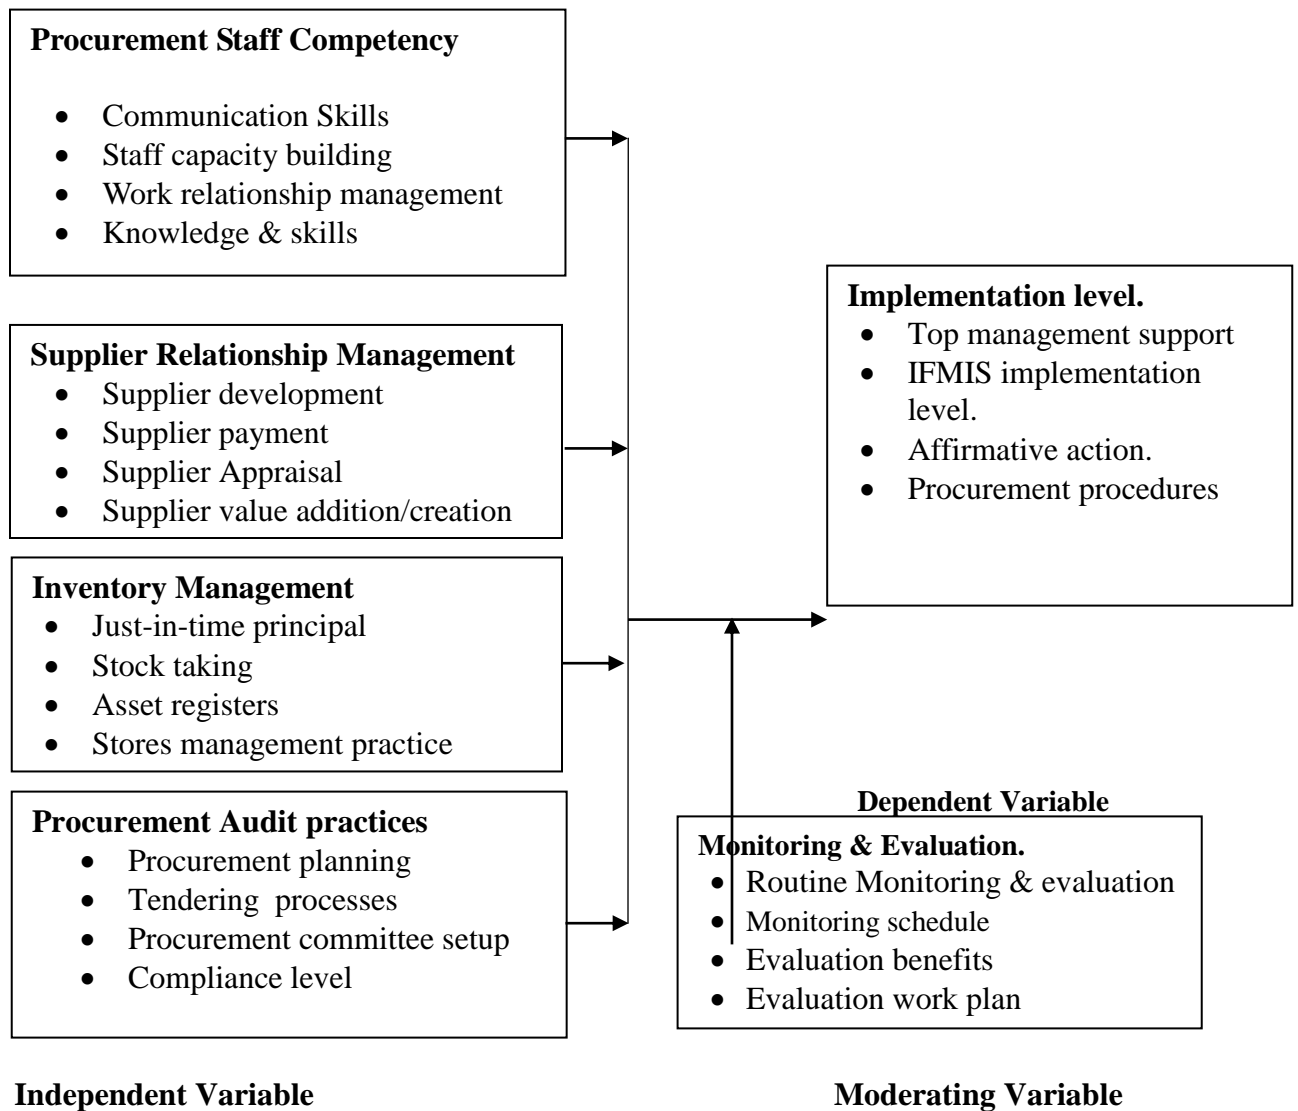 Procurement Staff Competency
• Communication Skills
• Staff capacity building
• Work relationship management
• Knowledge & skills
Supplier Relationship Management
• Supplier development
• Supplier payment
• Supplier Appraisal
• Supplier value addition/creation
Inventory Management
• Just-in-time principal
• Stock taking
• Asset registers
• Stores management practice
Procurement Audit practices
• Procurement planning
• Tendering processes
• Procurement committee setup
• Compliance level
Independent Variable
Implementation level.
• Top management support
• IFMIS implementation
level.
• Affirmative action.
• Procurement procedures
Dependent Variable
Monitoring & Evaluation.
• Routine Monitoring & evaluation
• Monitoring schedule
• Evaluation benefits
• Evaluation work plan
Moderating Variable